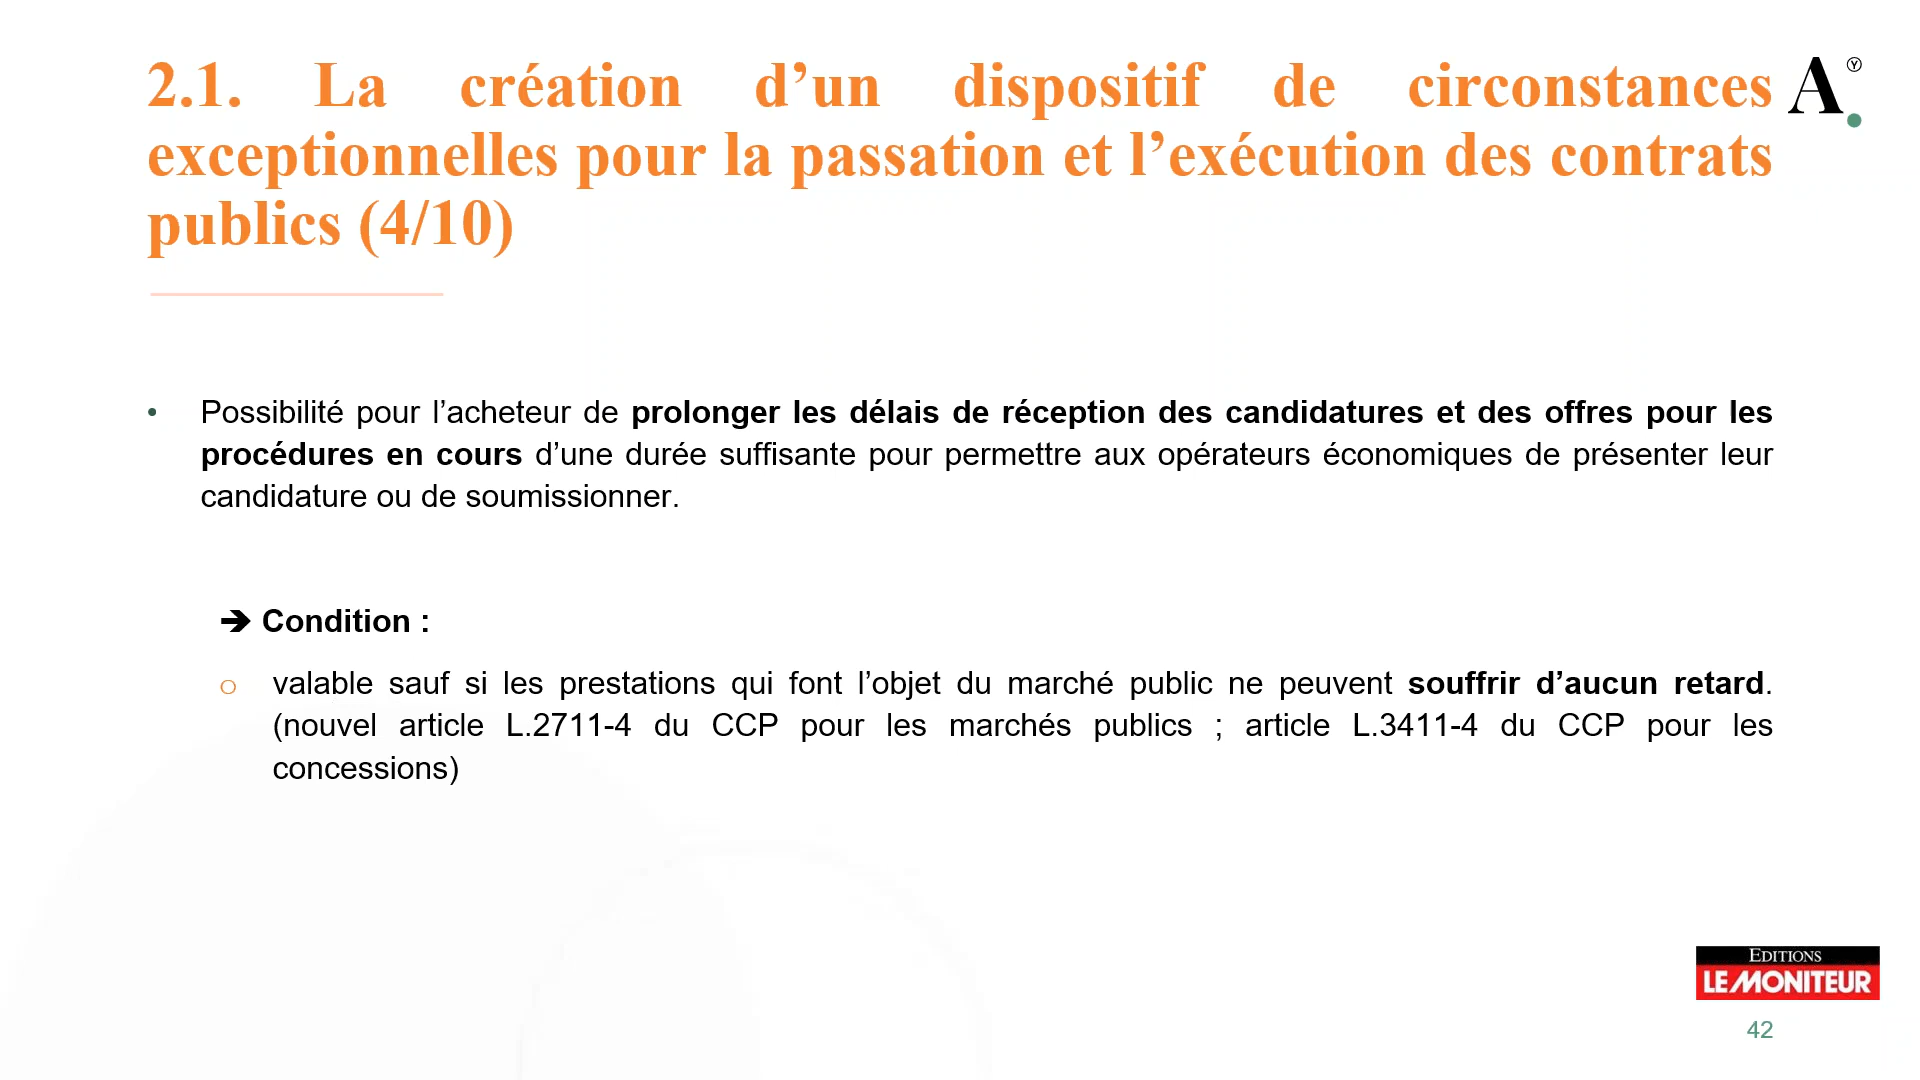 2.1. La création d’un dispositif de circonstances
exceptionnelles pour la passation et l’exécution des contrats
publics (4/10)
A
Y
• Possibilité pour l’acheteur de prolonger les délais de réception des candidatures et des offres pour les
procédures en cours d’une durée suffisante pour permettre aux opérateurs économiques de présenter leur
candidature ou de soumissionner.
➔ Condition :
o valable sauf si les prestations qui font l’objet du marché public ne peuvent souffrir d’aucun retard.
(nouvel article L.2711-4 du CCP pour les marchés publics ; article L.3411-4 du CCP pour les
concessions)
EDITIONS
LE MONITEUR
42